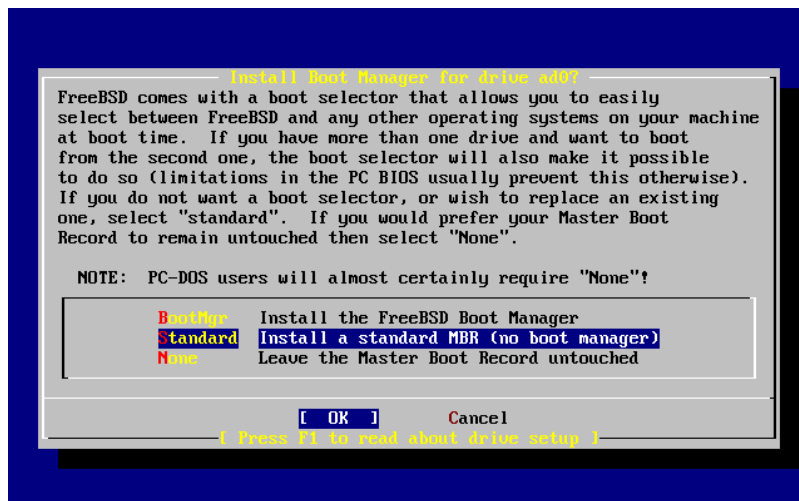 Install Boot Manager for drive ad0?
FreeBSD comes with a boot selector that allows you to easily
select between FreeBSD and any other operating systems on your machine
at boot time.  If you have more than one drive and want to boot
from the second one, the boot selector will also make it possible
to do so (limitations in the PC BIOS usually prevent this otherwise).
If you do not want a boot selector, or wish to replace an existing
one, select "standard".  If you would prefer your Master Boot
Record to remain untouched then select "None".
NOTE:  PC-DOS users will almost certainly require "None"!
BootMgr  Install the FreeBSD Boot Manager
Standard  Install a standard MBR (no boot manager)
None  Leave the Master Boot Record untouched
[  OK  ]  Cancel
[ Press F1 to read about drive setup ]